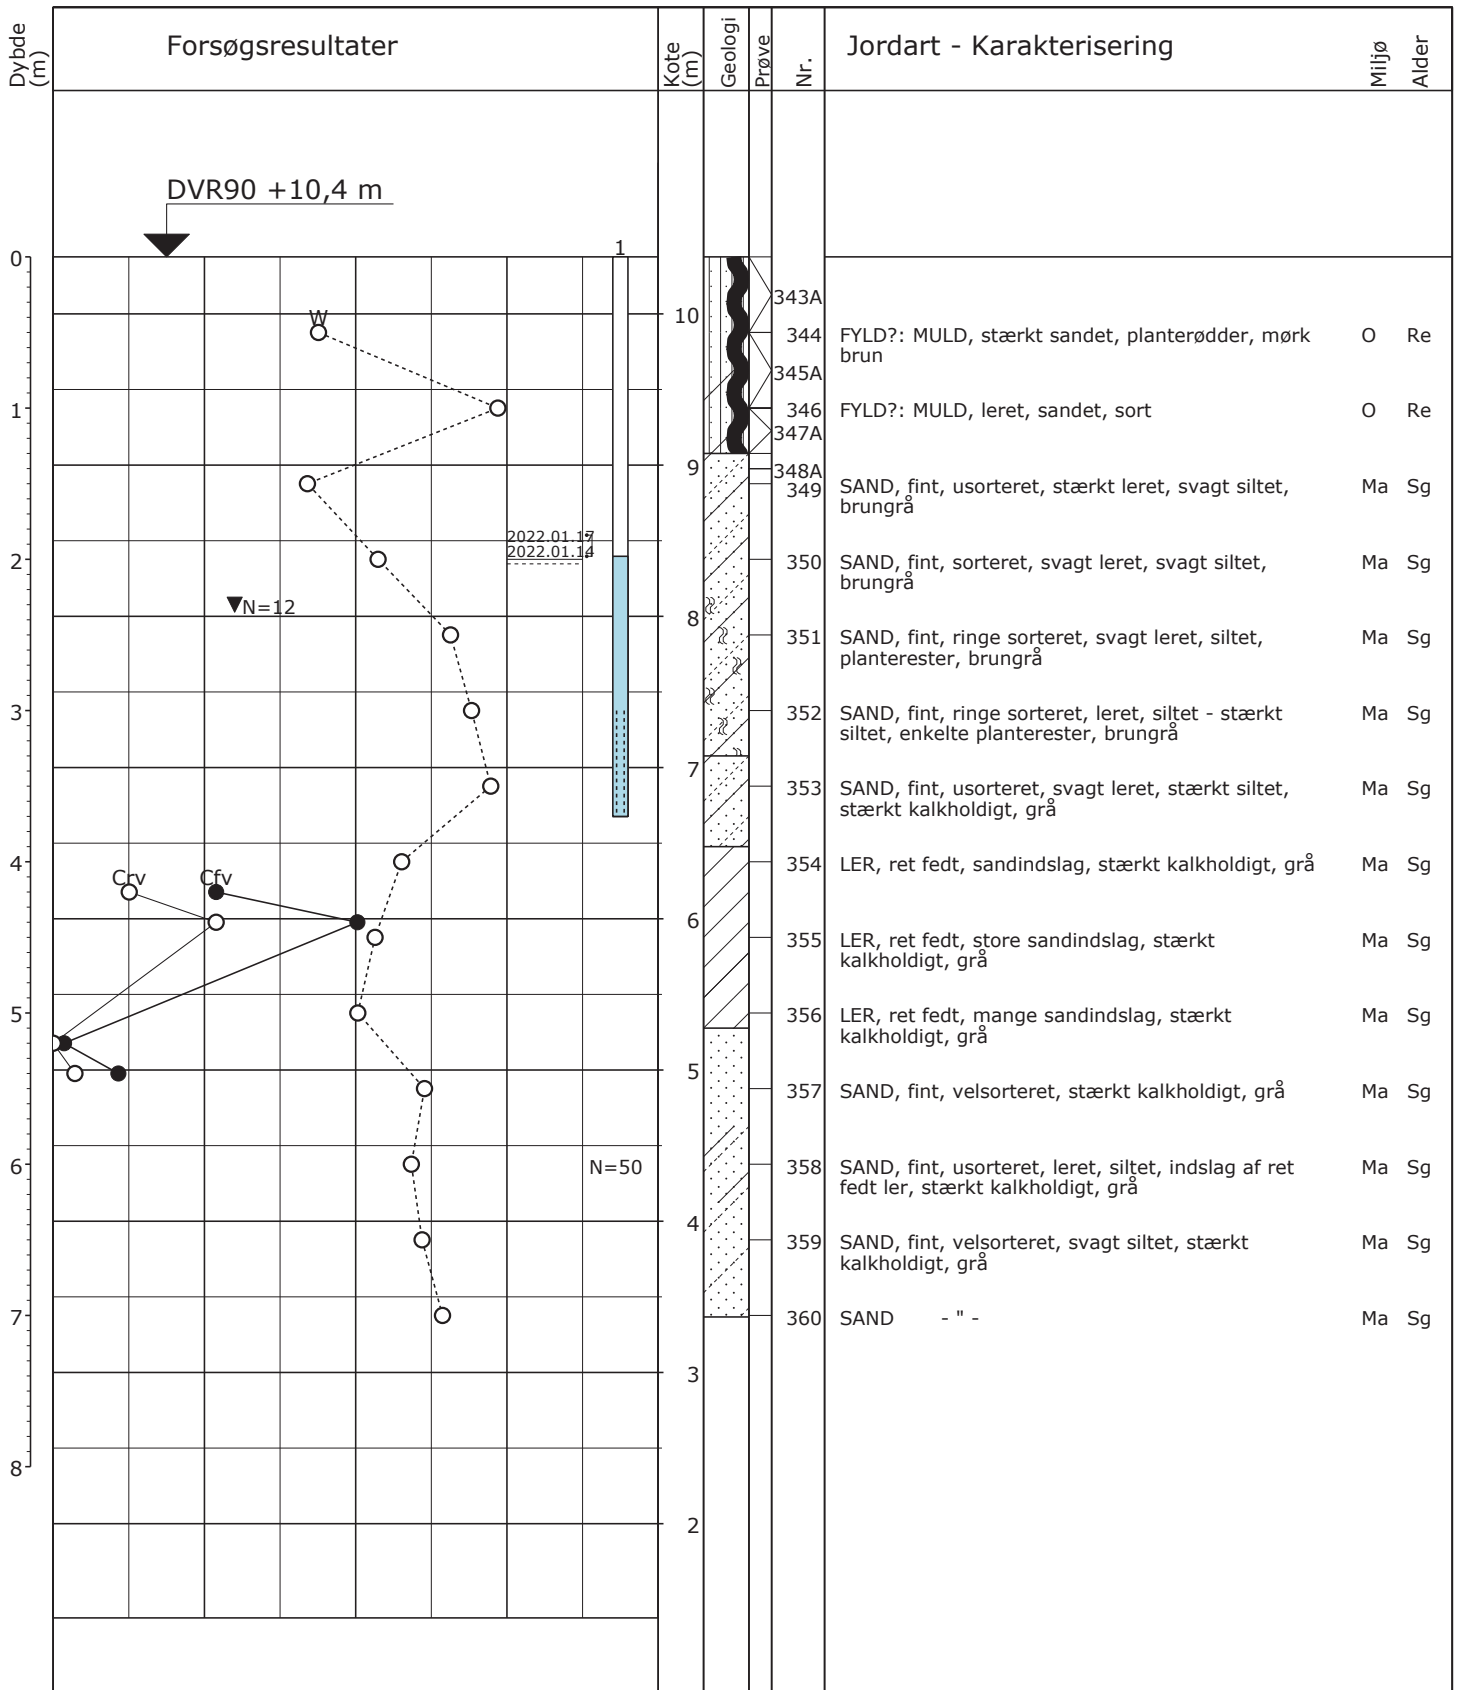 Dybde
(m)
Forsøgsresultater
Kote
(m)
Geologi
Prøve
Nr.
Jordart - Karakterisering
Miljø
Alder
DVR90 +10,4 m
1
0
343A
10
W
344 FYLD?: MULD, stærkt sandet, planterødder, mørk O Re
brun
345A
1
346 FYLD?: MULD, leret, sandet, sort O Re
347A
9
348A
349 SAND, fint, usorteret, stærkt leret, svagt siltet, Ma Sg
brungrå
2022.01.17
2022.01.14
2
350 SAND, fint, sorteret, svagt leret, svagt siltet, Ma Sg
brungrå
N=12
8
351 SAND, fint, ringe sorteret, svagt leret, siltet, Ma Sg
planterester, brungrå
3
352 SAND, fint, ringe sorteret, leret, siltet - stærkt Ma Sg
siltet, enkelte planterester, brungrå
7
353 SAND, fint, usorteret, svagt leret, stærkt siltet, Ma Sg
stærkt kalkholdigt, grå
4
354 LER, ret fedt, sandindslag, stærkt kalkholdigt, grå Ma Sg
Crv Cfv
6
355 LER, ret fedt, store sandindslag, stærkt Ma Sg
kalkholdigt, grå
5
356 LER, ret fedt, mange sandindslag, stærkt Ma Sg
kalkholdigt, grå
5
357 SAND, fint, velsorteret, stærkt kalkholdigt, grå Ma Sg
6
N=50
358 SAND, fint, usorteret, leret, siltet, indslag af ret Ma Sg
fedt ler, stærkt kalkholdigt, grå
4
359 SAND, fint, velsorteret, svagt siltet, stærkt Ma Sg
kalkholdigt, grå
7
360 SAND - " - Ma Sg
3
8
2